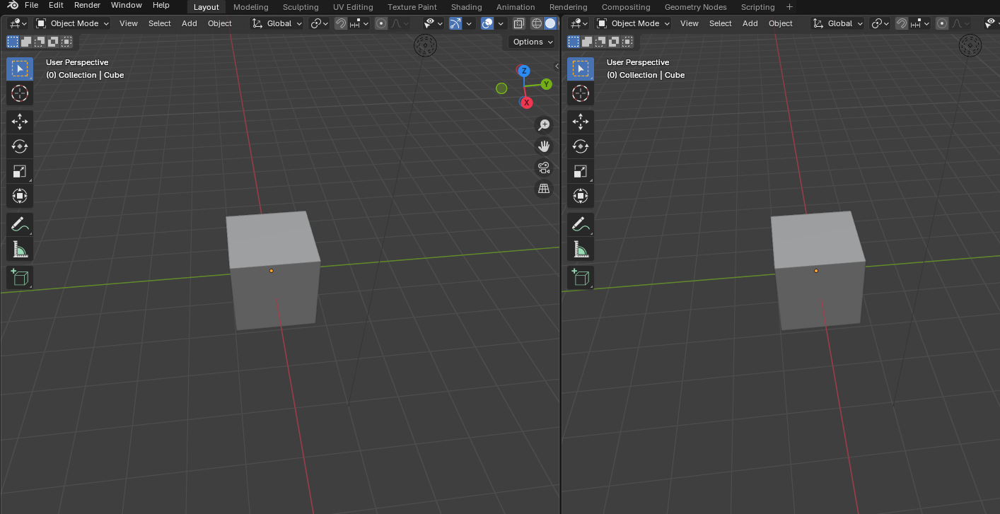 File Edit Render Window Help Layout Modeling Sculpting UV Editing Texture Paint Shading Animation Rendering Compositing Geometry Nodes Scripting +
Object Mode View Select Add Object Global Object Mode View Select Add Object Global
Options
User Perspective
(0) Collection | Cube
Z
Y
X
User Perspective
(0) Collection | Cube